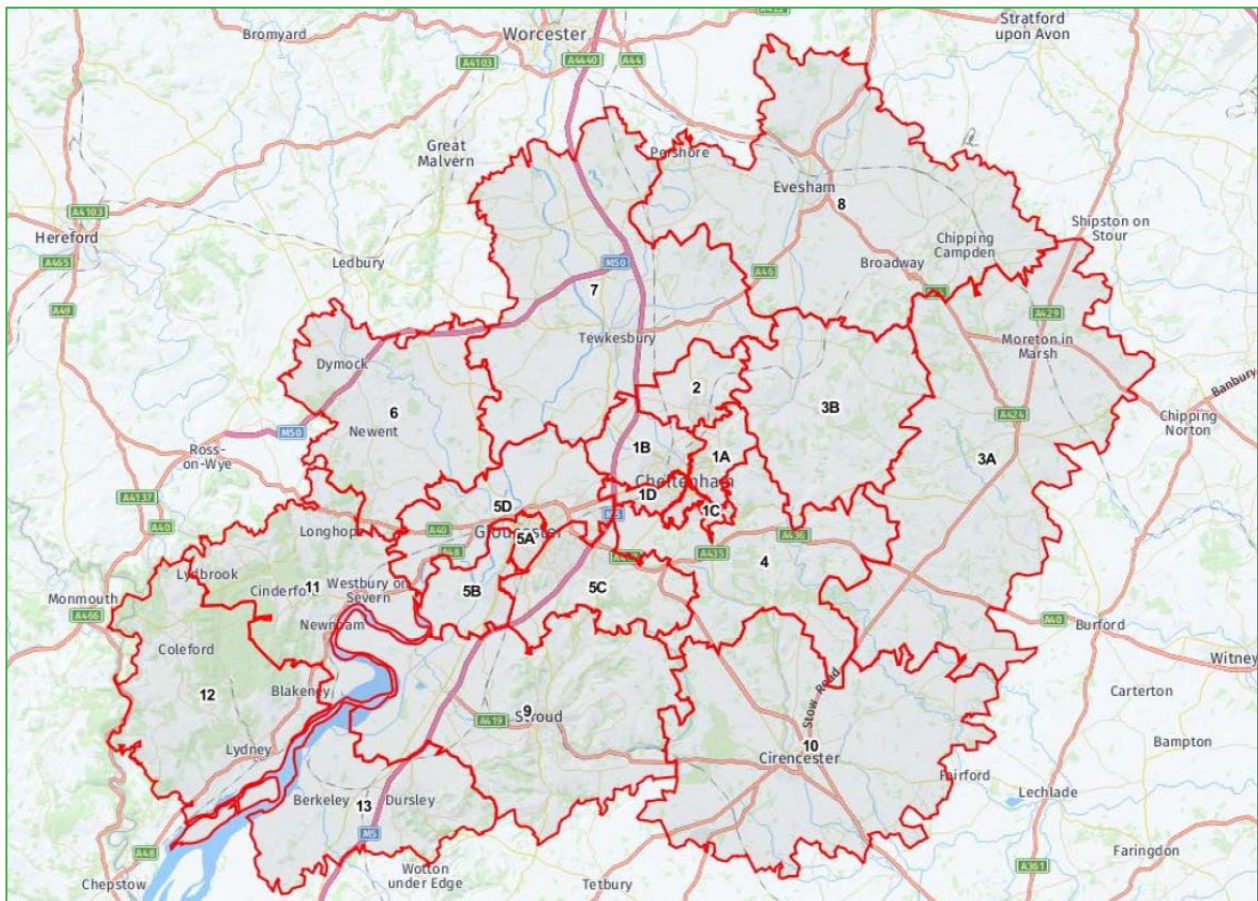 Stratford
upon Avon
Bromyard
Worcester
A4103
A4440
A44
Great
Malvern
Pershore
Evesham
8
A4103
Hereford
A465
Shipston on
Stour
Chipping
Campden
Ledbury
Broadway
M50
A46
7
A49
A429
Tewkesbury
Moreton in
Marsh
Dymock
2
Banbury
3B
6
A424
Chipping
Norton
Newent
M50
Ross-
on-Wye
1B
1A
3A
Cheltenham
1D
A4137
5D
1C
A40
Longhope
A40
Gloucester
A436
5A
A48
A435
4
Lydbrook
Cinderford
11
Westbury on
Severn
5B
5C
Monmouth
A466
Newnham
A40
Burford
Coleford
Witney
12
Blakeney
Carterton
9
A419
Stroud
Stow Road
Bampton
Lydney
10
Cirencester
Fairford
Berkeley
13
Dursley
Lechlade
M5
A48
Chepstow
Wotton
under Edge
Tetbury
A361
Faringdon